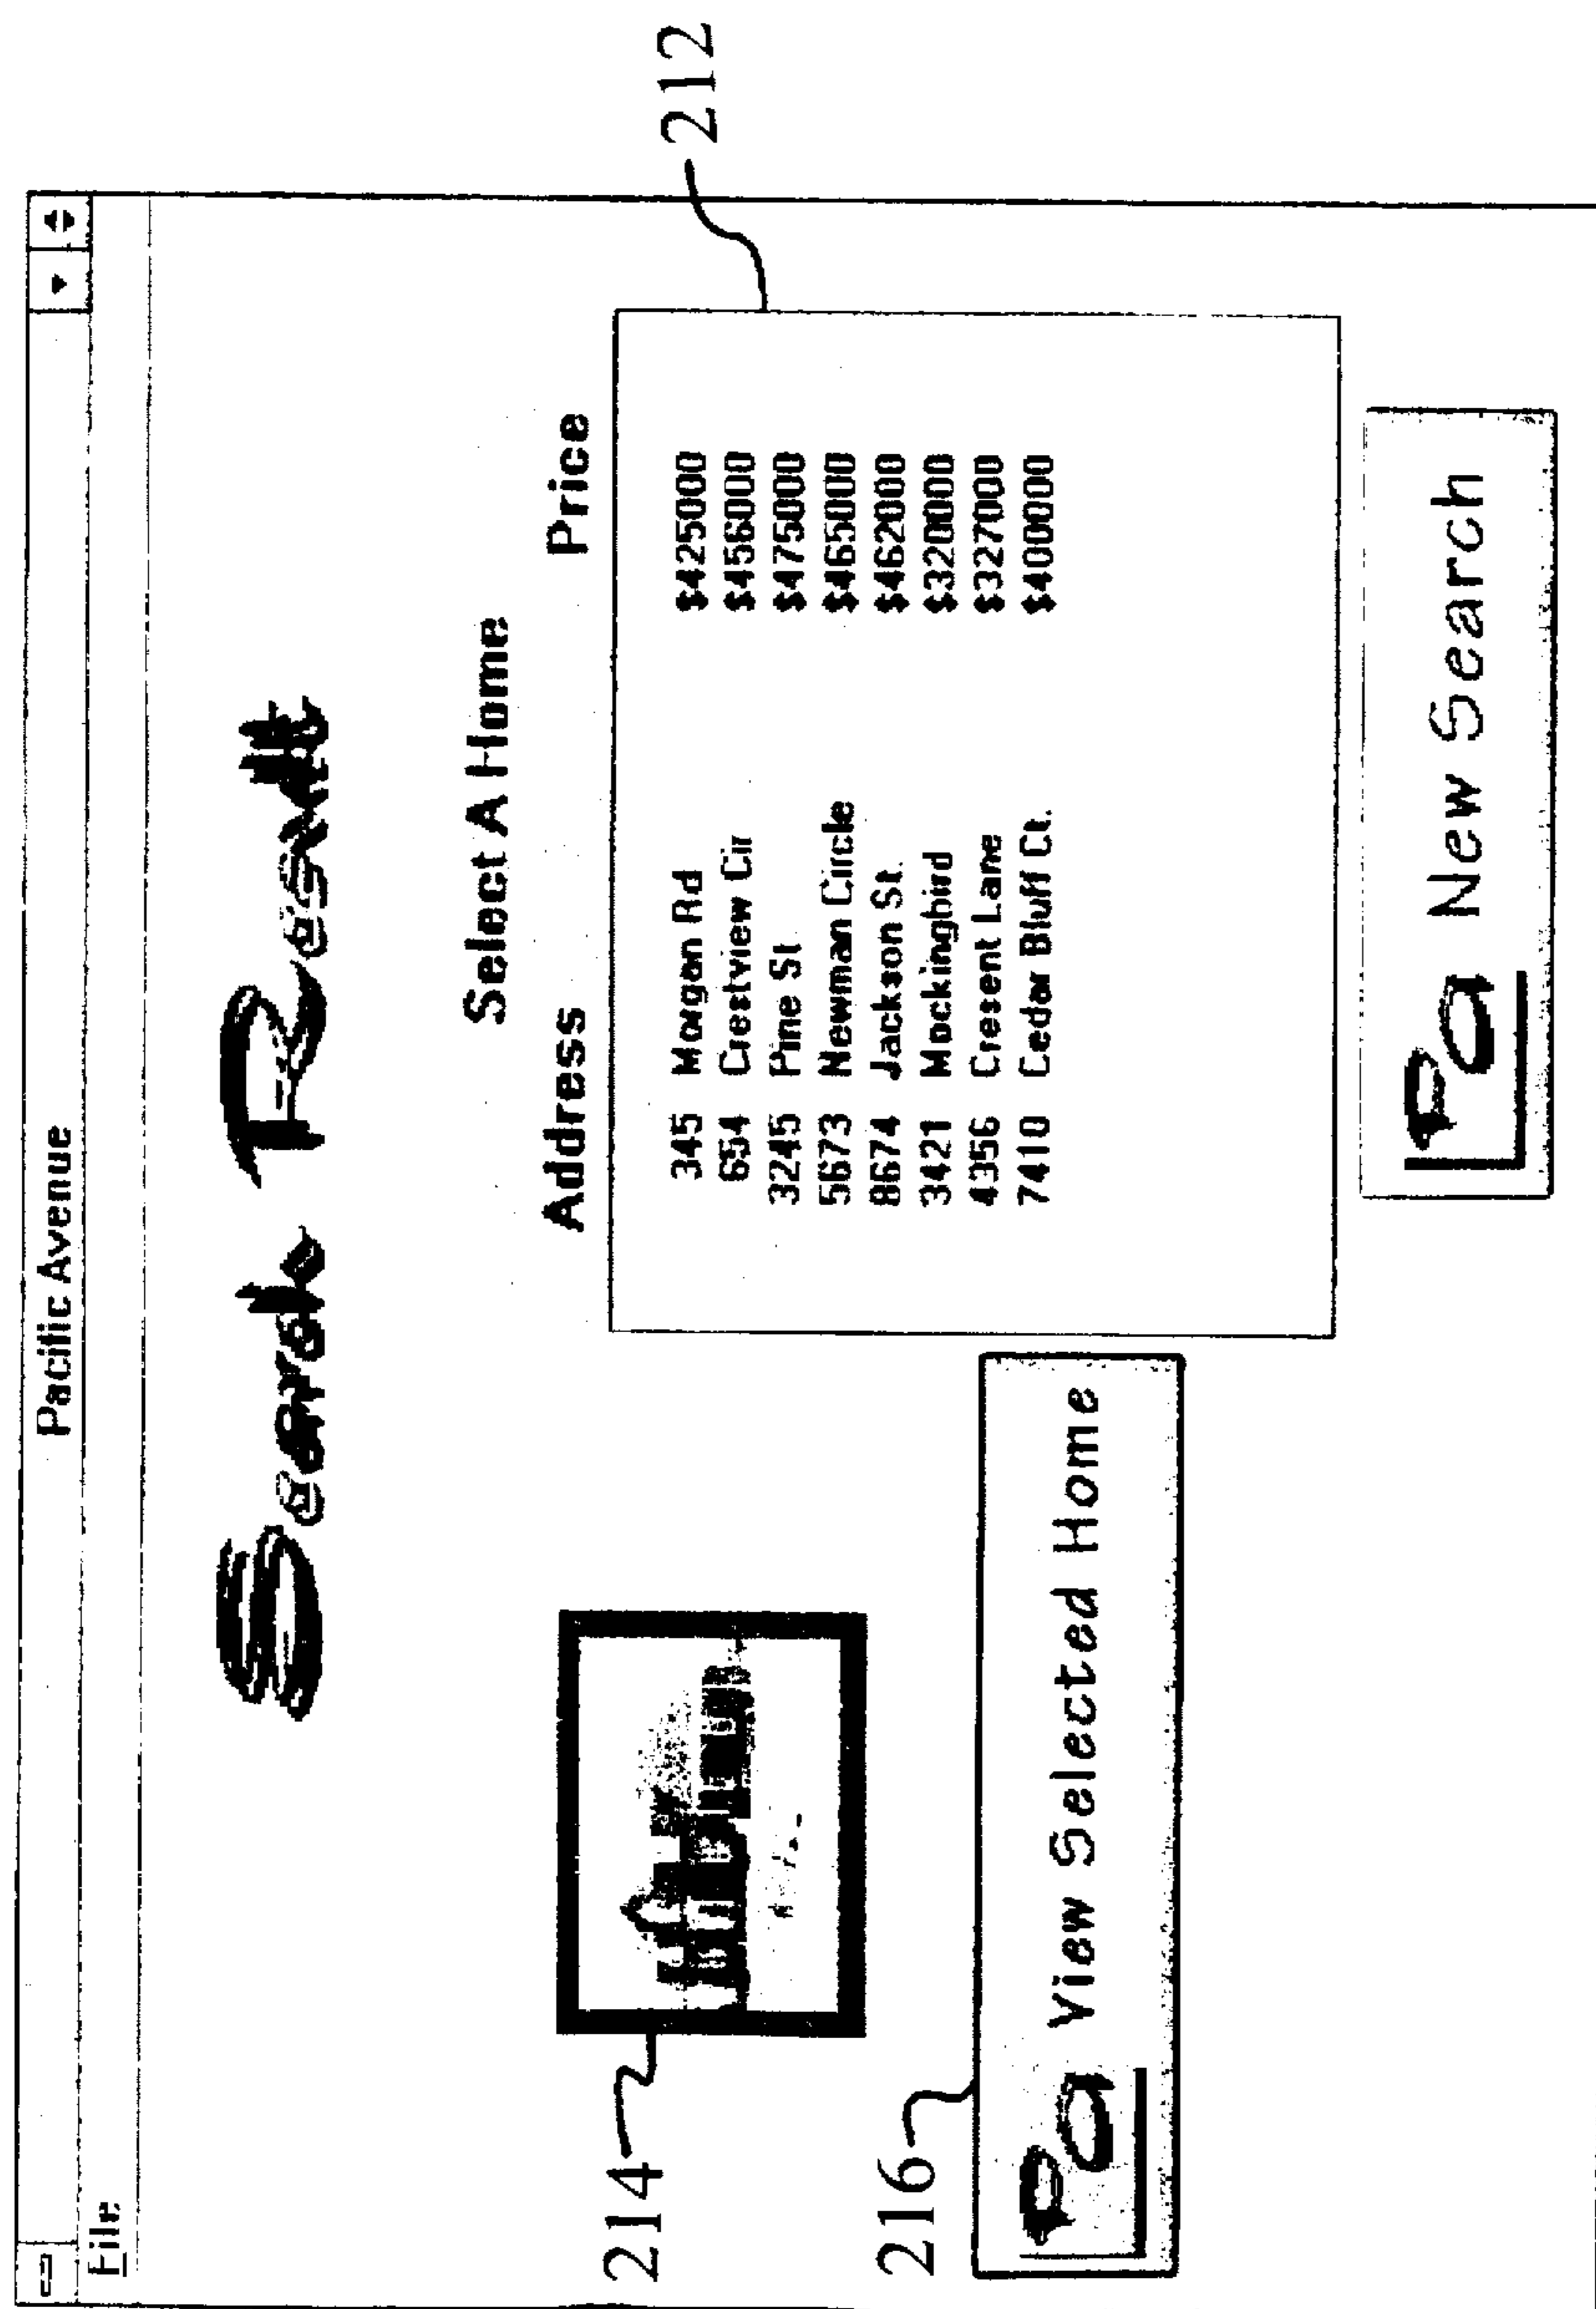 Pacific Avenue
File
Search Result
Select A Home
Address Price
345 Morgan Rd $425000
654 Crestview Cir $456000
3245 Pine St $475000
5673 Newman Circle $465000
8674 Jackson St. $462000
3421 Mockingbird $320000
4356 Cresent Lane $327000
7410 Cedar Bluff Ct. $400000
212
214
216
Pa View Selected Home
Pa New Search